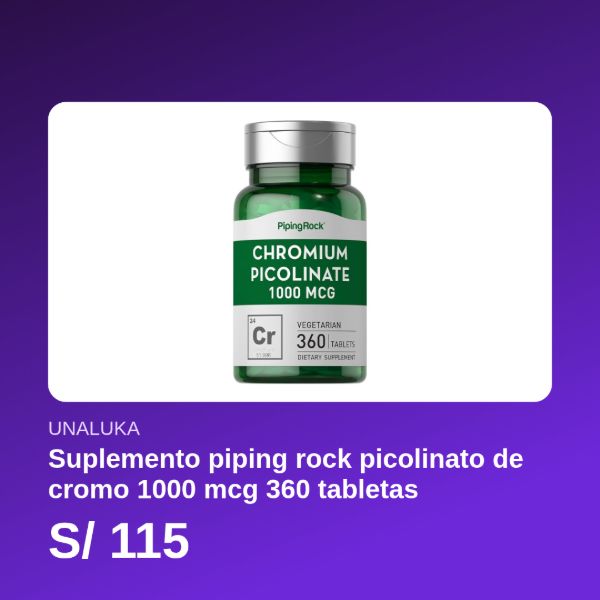 PipingRock
CHROMIUM
PICOLINATE
1000 MCG
24
Cr
VEGETARIAN
360 TABLETS
DIETARY SUPPLEMENT
UNALUKA
Suplemento piping rock picolinato de
cromo 1000 mcg 360 tabletas
S/ 115